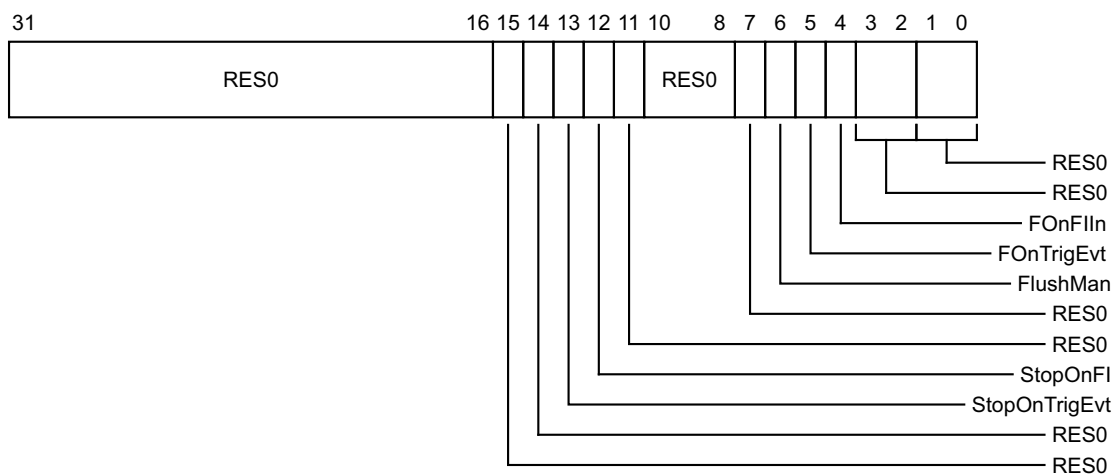 31 16 15 14 13 12 11 10 8 7 6 5 4 3 2 1 0
RES0 RES0
RES0
RES0
FOnFlIn
FOnTrigEvt
FlushMan
RES0
RES0
StopOnFl
StopOnTrigEvt
RES0
RES0